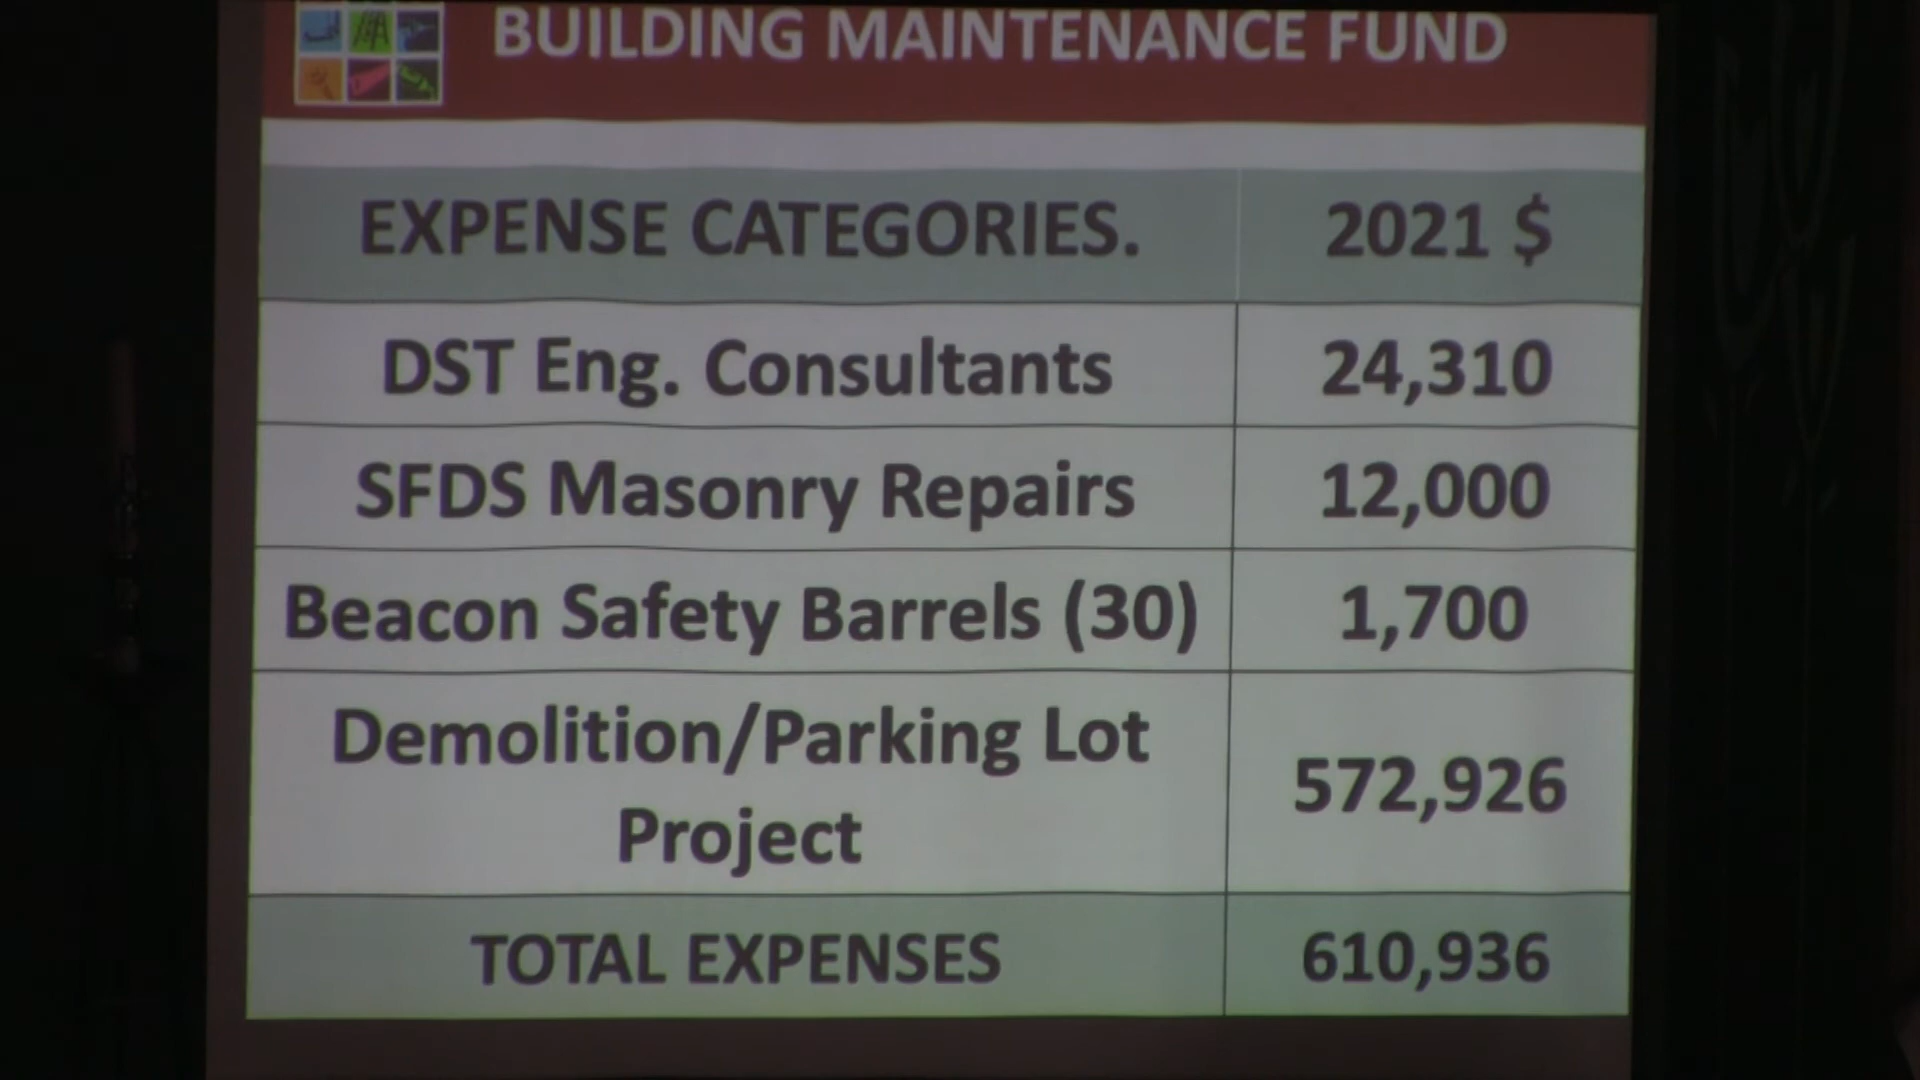 BUILDING MAINTENANCE FUND
EXPENSE CATEGORIES. 2021 $
DST Eng. Consultants 24,310
SFDS Masonry Repairs 12,000
Beacon Safety Barrels (30) 1,700
Demolition/Parking Lot
Project 572,926
TOTAL EXPENSES 610,936